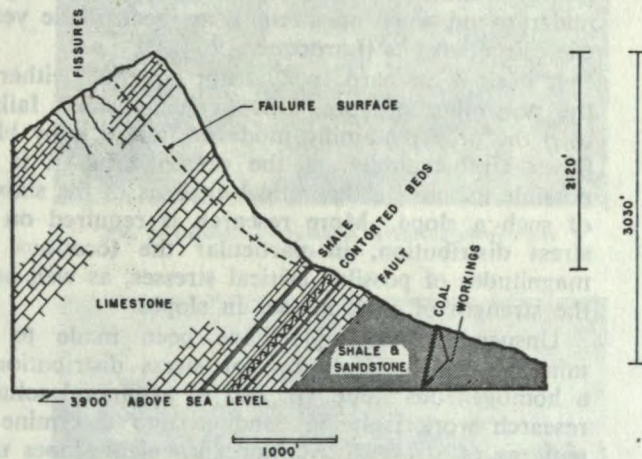 FISSURES
FAILURE SURFACE
SHALE
CONTORTED BEDS
FAULT
COAL
WORKINGS
LIMESTONE
SHALE &
SANDSTONE
2120'
3030'
3900' ABOVE SEA LEVEL
1000'